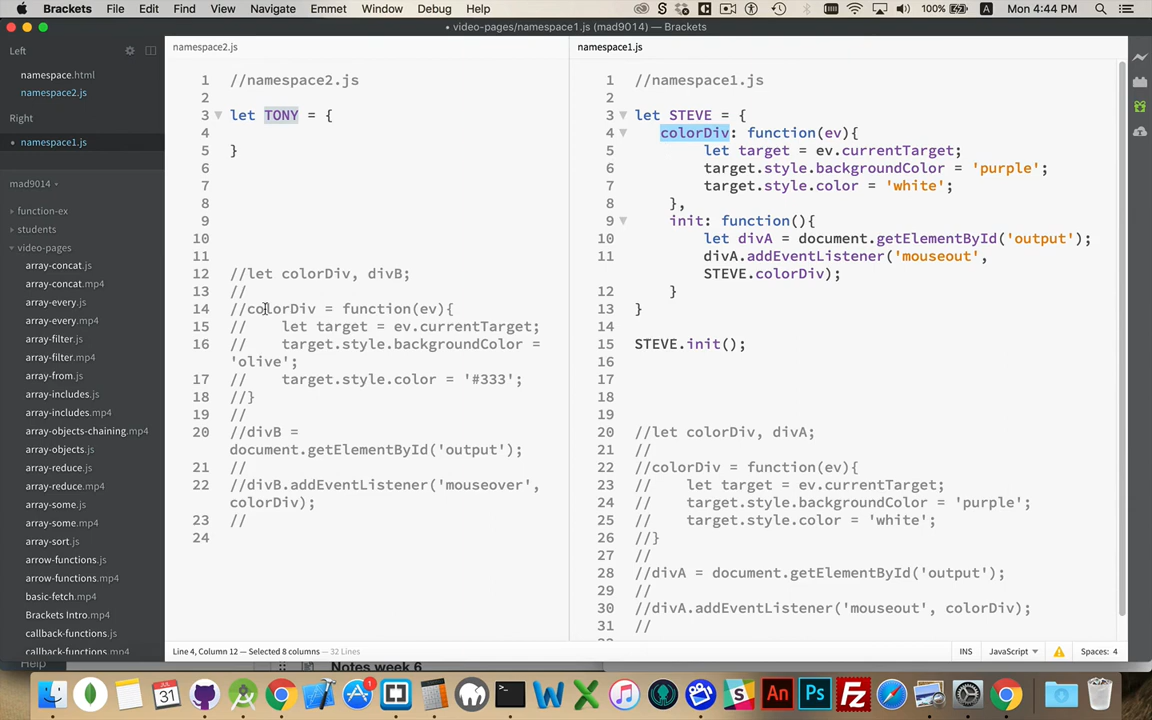 Brackets File Edit Find View Navigate Emmet Window Debug Help 100% A Mon 4:44 PM
• video-pages/namespace1.js (mad9014) — Brackets
Left
namespace.html
namespace2.js
Right
• namespace1.js
mad9014
function-ex
students
video-pages
array-concat.js
array-concat.mp4
array-every.js
array-every.mp4
array-filter.js
array-filter.mp4
array-from.js
array-includes.js
array-includes.mp4
array-objects-chaining.mp4
array-objects.js
array-reduce.js
array-reduce.mp4
array-some.js
array-some.mp4
array-sort.js
arrow-functions.js
arrow-functions.mp4
basic-fetch.mp4
Brackets Intro.mp4
callback-functions.js
callback-functions.mp4
namespace2.js
1 //namespace2.js
2
3 let TONY = {
4
5 }
6
7
8
9
10
11
12 //let colorDiv, divB;
13 //
14 //colorDiv = function(ev){
15 //    let target = ev.currentTarget;
16 //    target.style.backgroundColor =
'olive';
17 //    target.style.color = '#333';
18 //}
19 //
20 //divB =
document.getElementById('output');
21 //
22 //divB.addEventListener('mouseover',
colorDiv);
23 //
24
namespace1.js
1 //namespace1.js
2
3 let STEVE = {
4    colorDiv: function(ev){
5        let target = ev.currentTarget;
6        target.style.backgroundColor = 'purple';
7        target.style.color = 'white';
8    },
9    init: function(){
10        let divA = document.getElementById('output');
11        divA.addEventListener('mouseout',
STEVE.colorDiv);
12    }
13 }
14
15 STEVE.init();
16
17
18
19
20 //let colorDiv, divA;
21 //
22 //colorDiv = function(ev){
23 //    let target = ev.currentTarget;
24 //    target.style.backgroundColor = 'purple';
25 //    target.style.color = 'white';
26 //}
27 //
28 //divA = document.getElementById('output');
29 //
30 //divA.addEventListener('mouseout', colorDiv);
31 //
Line 4, Column 12 — Selected 8 columns — 32 Lines INS JavaScript Spaces: 4
Help Notes week 6